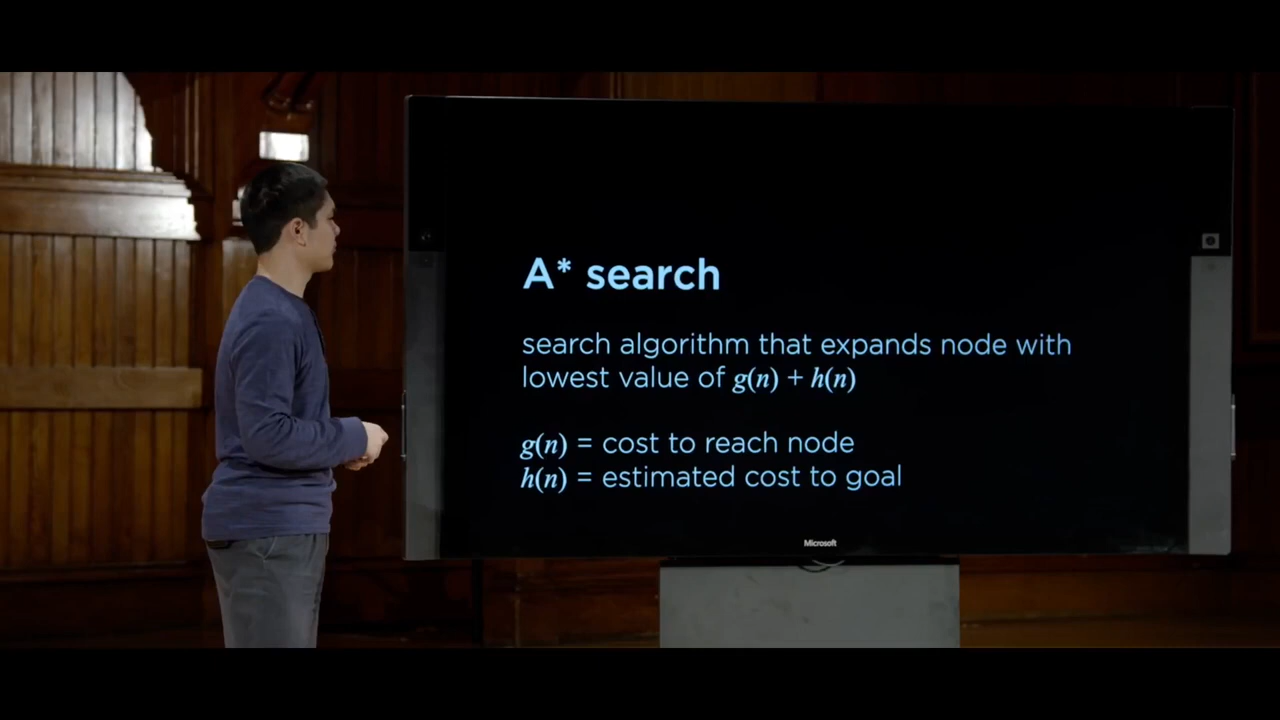 A* search
search algorithm that expands node with
lowest value of g(n) + h(n)
g(n) = cost to reach node
h(n) = estimated cost to goal
Microsoft